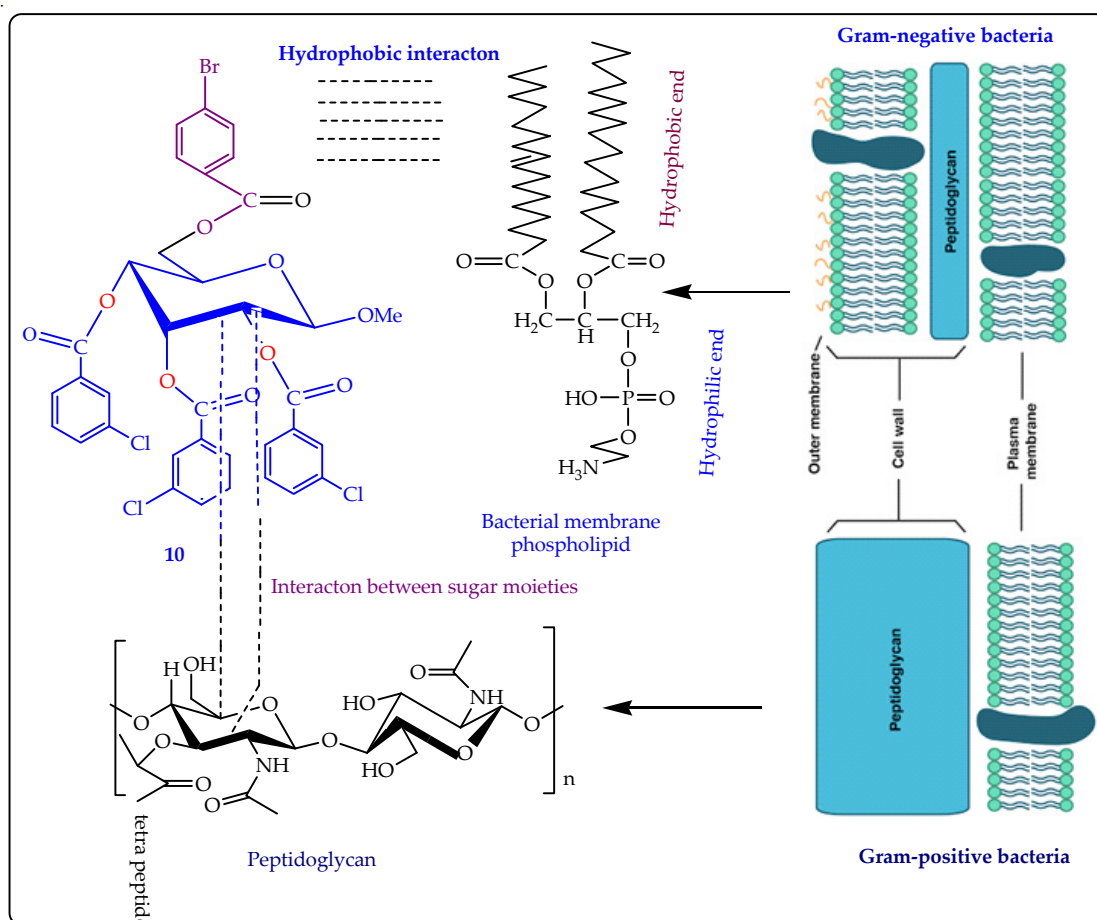 Hydrophobic interacton
Br
C
O
O
O
OMe
O
O
C
O
O
C
O
O
C
O
Cl
Cl
Cl
10
Hydrophobic end
O
O
O
O
H₂C
C
H
CH₂
O
HO
P
O
O
H₃N
Hydrophilic end
Bacterial membrane
phospholipid
Interacton between sugar moieties
H
OH
O
O
O
O
NH
O
O
HO
O
NH
HO
O
O
n
tetra peptide
Peptidoglycan
Gram-negative bacteria
Peptidoglycan
Outer membrane
Cell wall
Plasma
membrane
Peptidoglycan
Gram-positive bacteria